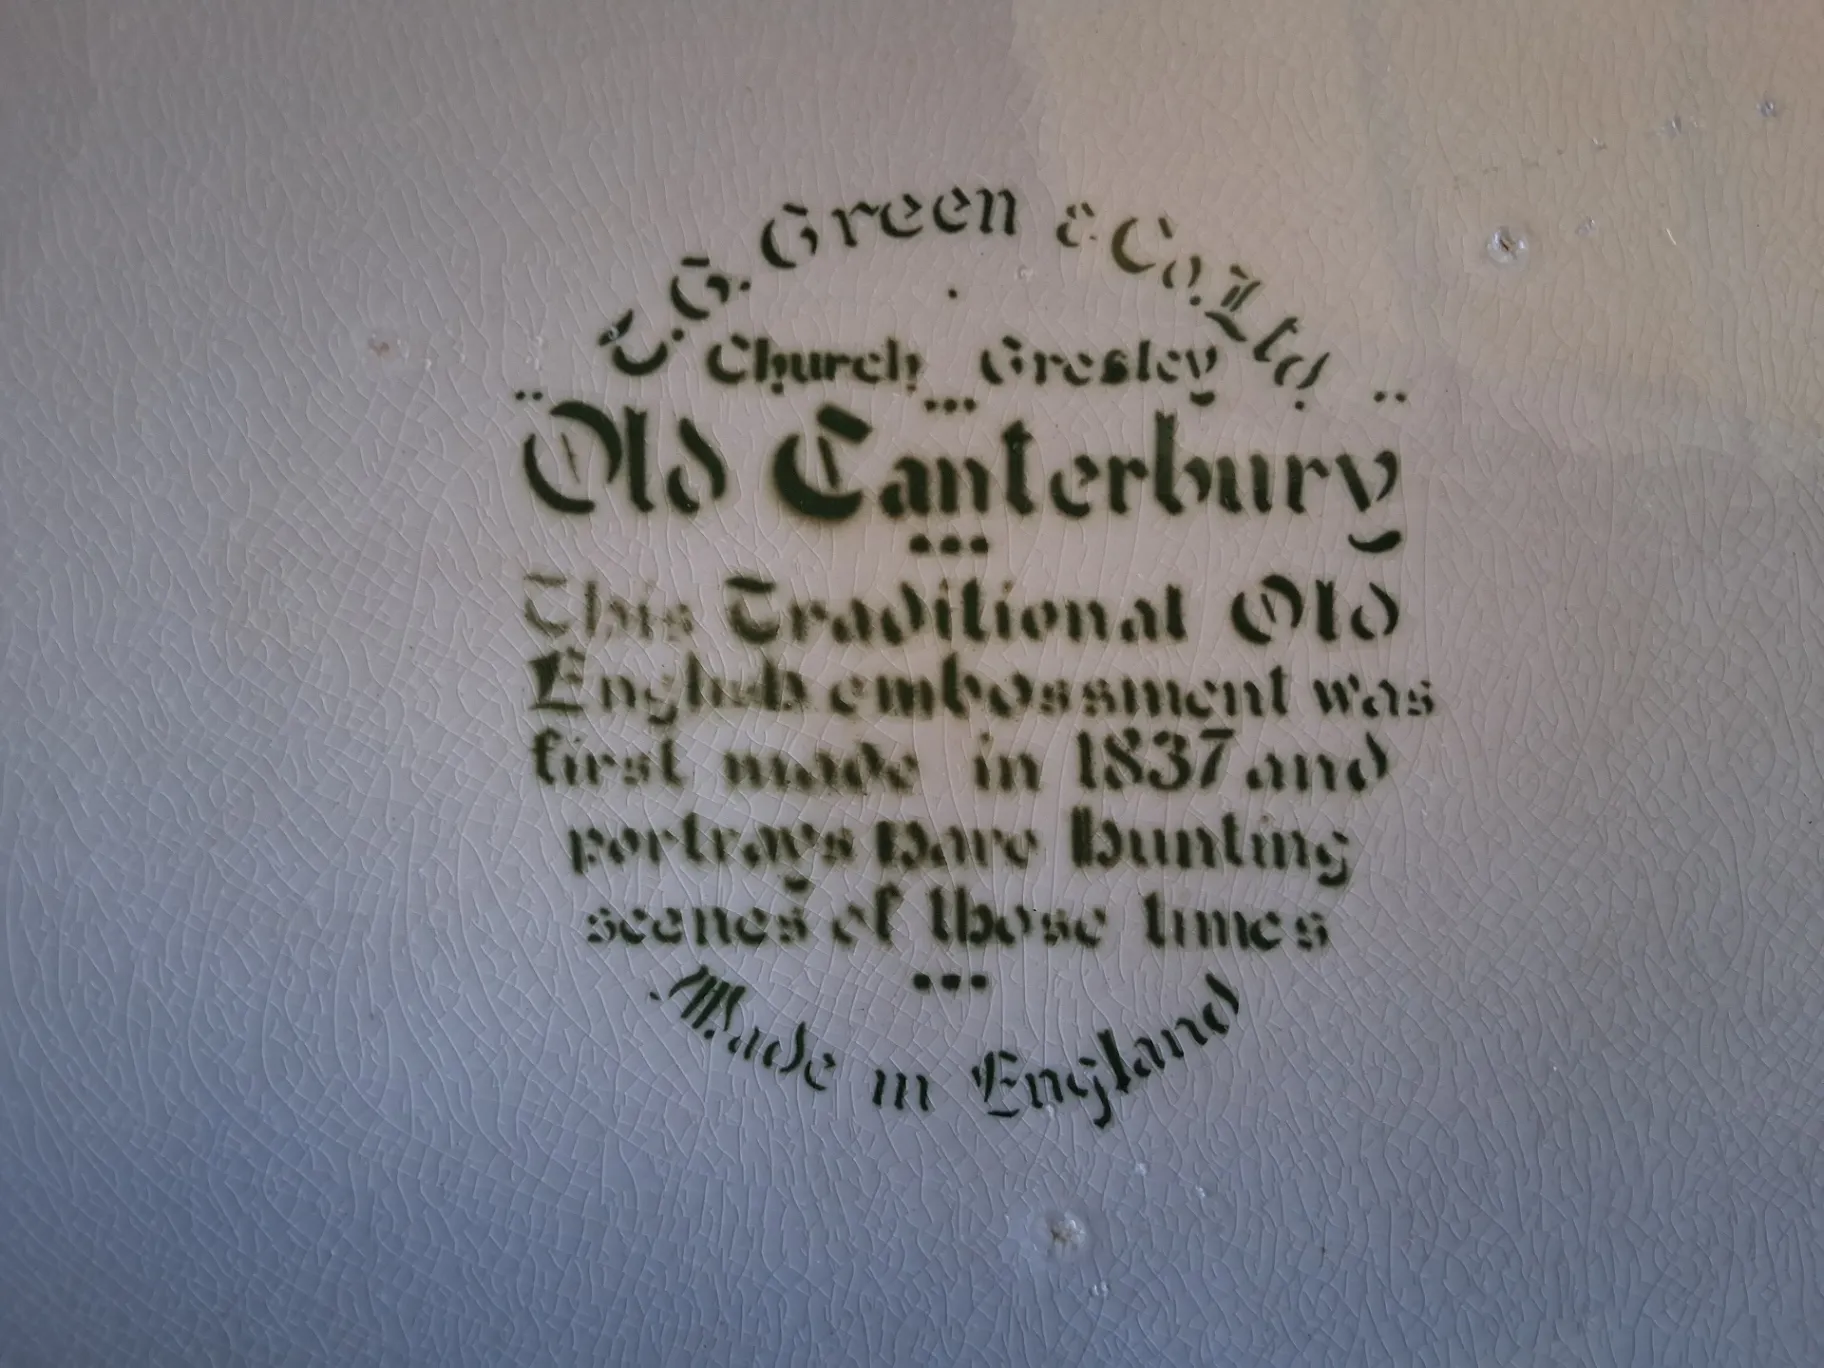 T.G. Green & Co. Ltd.
Church Gresley
Old Canterbury
This Traditional Old
English embossment was
first made in 1837 and
portrays Hare Hunting
scenes of those times
Made in England